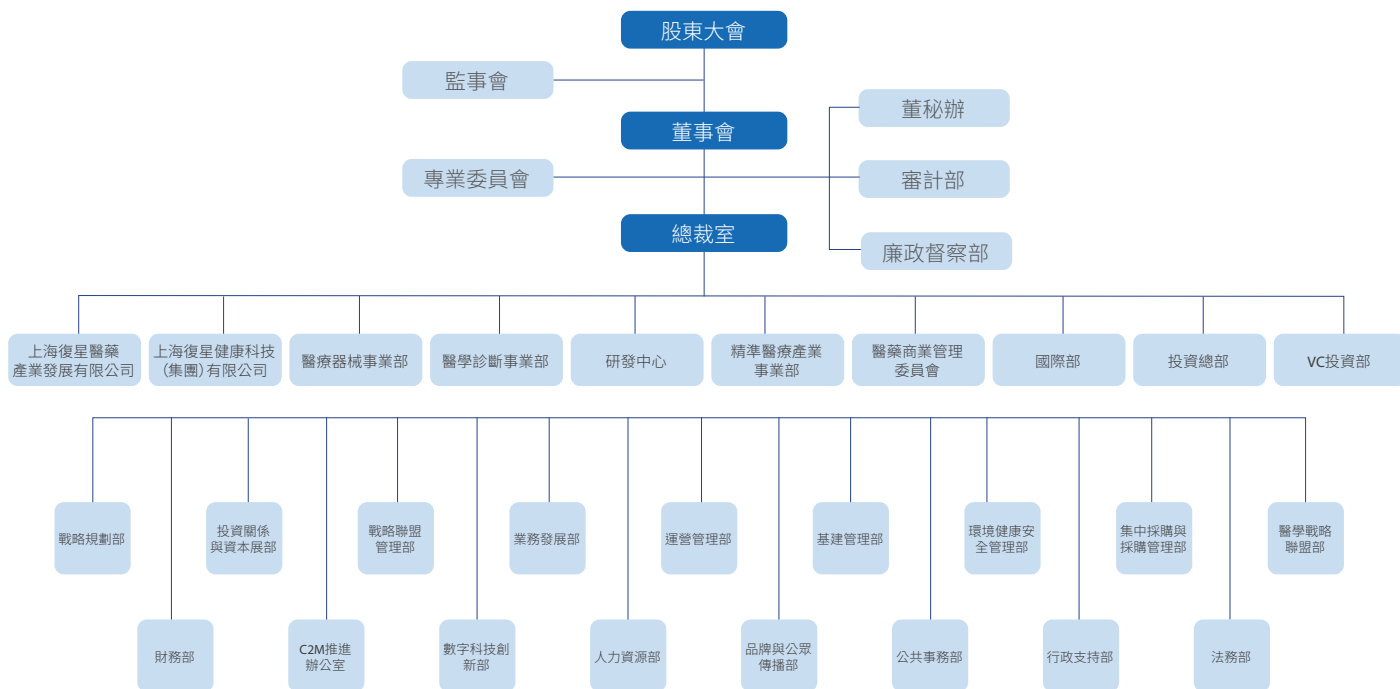 股東大會
監事會
董秘辦
董事會
專業委員會
審計部
總裁室
廉政督察部
上海復星醫藥
產業發展有限公司
上海復星健康科技
(集團)有限公司
醫療器械事業部
醫學診斷事業部
研發中心
精準醫療產業
事業部
醫藥商業管理
委員會
國際部
投資總部
VC投資部
戰略規劃部
投資關係
與資本展部
戰略聯盟
管理部
業務發展部
運營管理部
基建管理部
環境健康安
全管理部
集中採購與
採購管理部
醫學戰略
聯盟部
財務部
C2M推進
辦公室
數字科技創
新部
人力資源部
品牌與公眾
傳播部
公共事務部
行政支持部
法務部